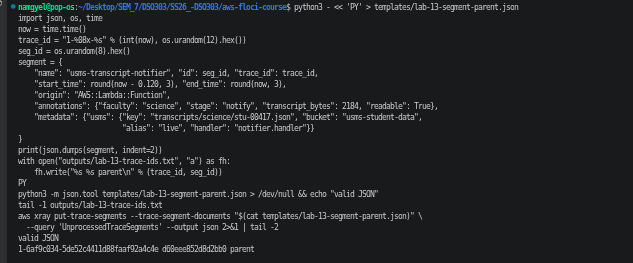 namgyel@pop-os:~/Desktop/SEM_7/DSO303/SS26_-DSO303/aws-floci-course$ python3 - << 'PY' > templates/lab-13-segment-parent.json
import json, os, time
now = time.time()
trace_id = "1-%08x-%s" % (int(now), os.urandom(12).hex())
seg_id = os.urandom(8).hex()
segment = {
    "name": "usms-transcript-notifier", "id": seg_id, "trace_id": trace_id,
    "start_time": round(now - 0.120, 3), "end_time": round(now, 3),
    "origin": "AWS::Lambda::Function",
    "annotations": {"faculty": "science", "stage": "notify", "transcript_bytes": 2184, "readable": True},
    "metadata": {"usms": {"key": "transcripts/science/stu-00417.json", "bucket": "usms-student-data",
                          "alias": "live", "handler": "notifier.handler"}}
}
print(json.dumps(segment, indent=2))
with open("outputs/lab-13-trace-ids.txt", "a") as fh:
    fh.write("%s %s parent\n" % (trace_id, seg_id))
PY
python3 -m json.tool templates/lab-13-segment-parent.json > /dev/null && echo "valid JSON"
tail -1 outputs/lab-13-trace-ids.txt
aws xray put-trace-segments --trace-segment-documents "$(cat templates/lab-13-segment-parent.json)" \
  --query 'UnprocessedTraceSegments' --output json 2>&1 | tail -2
valid JSON
1-6af9c034-5de52c4411d88faaf92a4c4e d60eee852d8d2bb0 parent